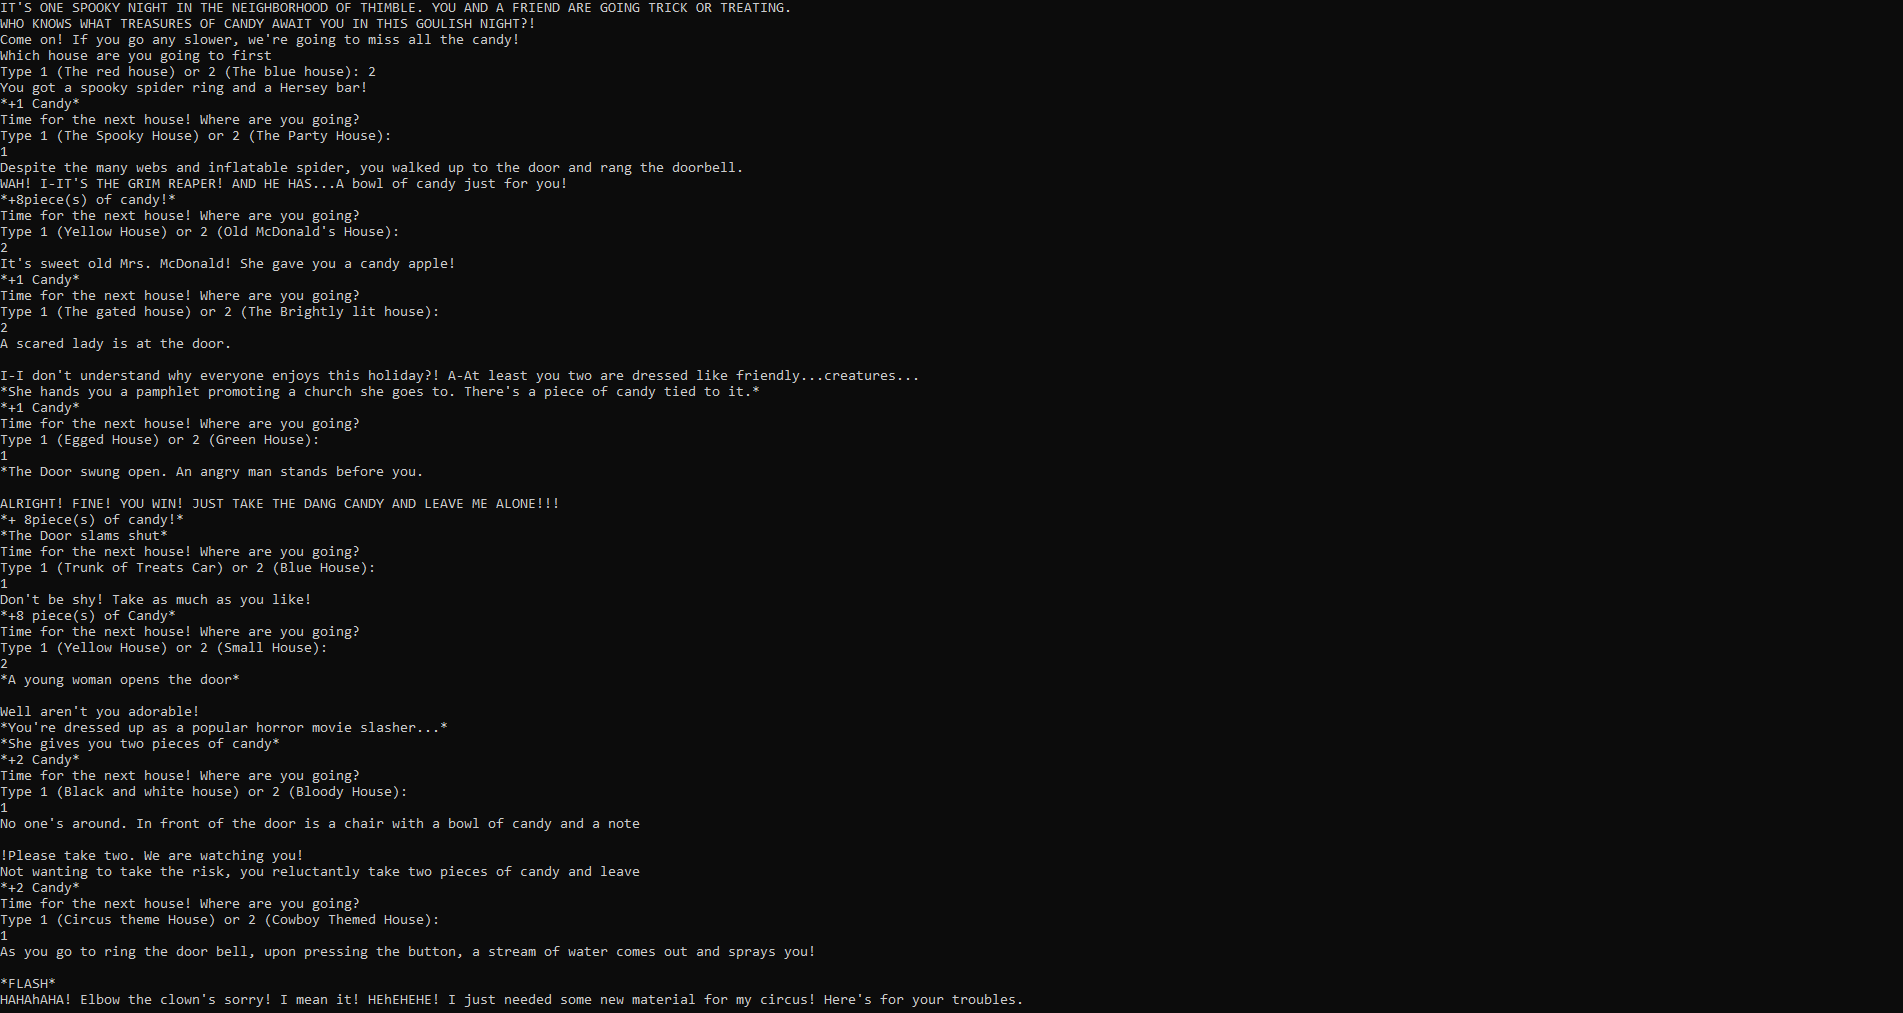 IT'S ONE SPOOKY NIGHT IN THE NEIGHBORHOOD OF THIMBLE. YOU AND A FRIEND ARE GOING TRICK OR TREATING.
WHO KNOWS WHAT TREASURES OF CANDY AWAIT YOU IN THIS GOULISH NIGHT?!
Come on! If you go any slower, we're going to miss all the candy!
Which house are you going to first
Type 1 (The red house) or 2 (The blue house): 2
You got a spooky spider ring and a Hersey bar!
*+1 Candy*
Time for the next house! Where are you going?
Type 1 (The Spooky House) or 2 (The Party House):
1
Despite the many webs and inflatable spider, you walked up to the door and rang the doorbell.
WAH! I-IT'S THE GRIM REAPER! AND HE HAS...A bowl of candy just for you!
*+8piece(s) of candy!*
Time for the next house! Where are you going?
Type 1 (Yellow House) or 2 (Old McDonald's House):
2
It's sweet old Mrs. McDonald! She gave you a candy apple!
*+1 Candy*
Time for the next house! Where are you going?
Type 1 (The gated house) or 2 (The Brightly lit house):
2
A scared lady is at the door.
I-I don't understand why everyone enjoys this holiday?! A-At least you two are dressed like friendly...creatures...
*She hands you a pamphlet promoting a church she goes to. There's a piece of candy tied to it.*
*+1 Candy*
Time for the next house! Where are you going?
Type 1 (Egged House) or 2 (Green House):
1
*The Door swung open. An angry man stands before you.
ALRIGHT! FINE! YOU WIN! JUST TAKE THE DANG CANDY AND LEAVE ME ALONE!!!
*+ 8piece(s) of candy!*
*The Door slams shut*
Time for the next house! Where are you going?
Type 1 (Trunk of Treats Car) or 2 (Blue House):
1
Don't be shy! Take as much as you like!
*+8 piece(s) of Candy*
Time for the next house! Where are you going?
Type 1 (Yellow House) or 2 (Small House):
2
*A young woman opens the door*
Well aren't you adorable!
*You're dressed up as a popular horror movie slasher...*
*She gives you two pieces of candy*
*+2 Candy*
Time for the next house! Where are you going?
Type 1 (Black and white house) or 2 (Bloody House):
1
No one's around. In front of the door is a chair with a bowl of candy and a note
!Please take two. We are watching you!
Not wanting to take the risk, you reluctantly take two pieces of candy and leave
*+2 Candy*
Time for the next house! Where are you going?
Type 1 (Circus theme House) or 2 (Cowboy Themed House):
1
As you go to ring the door bell, upon pressing the button, a stream of water comes out and sprays you!
*FLASH*
HAHAhAHA! Elbow the clown's sorry! I mean it! HEhEHEHE! I just needed some new material for my circus! Here's for your troubles.